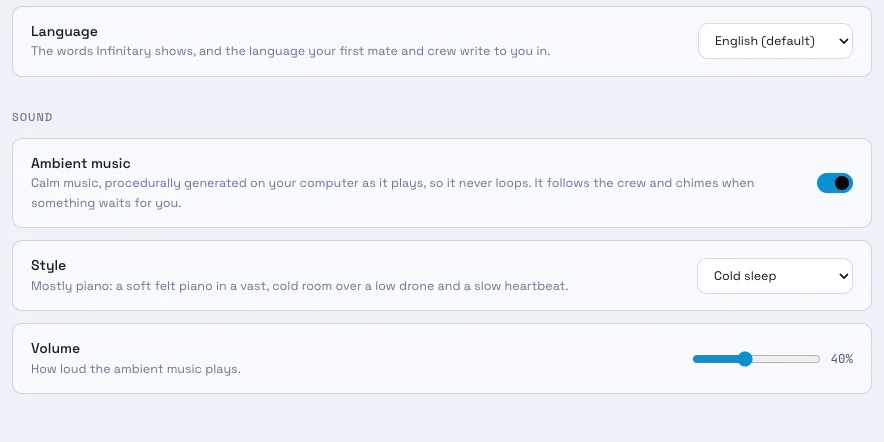 Language
The words Infinitary shows, and the language your first mate and crew write to you in.
English (default)
SOUND
Ambient music
Calm music, procedurally generated on your computer as it plays, so it never loops. It follows the crew and chimes when
something waits for you.
Style
Mostly piano: a soft felt piano in a vast, cold room over a low drone and a slow heartbeat.
Cold sleep
Volume
How loud the ambient music plays.
40%